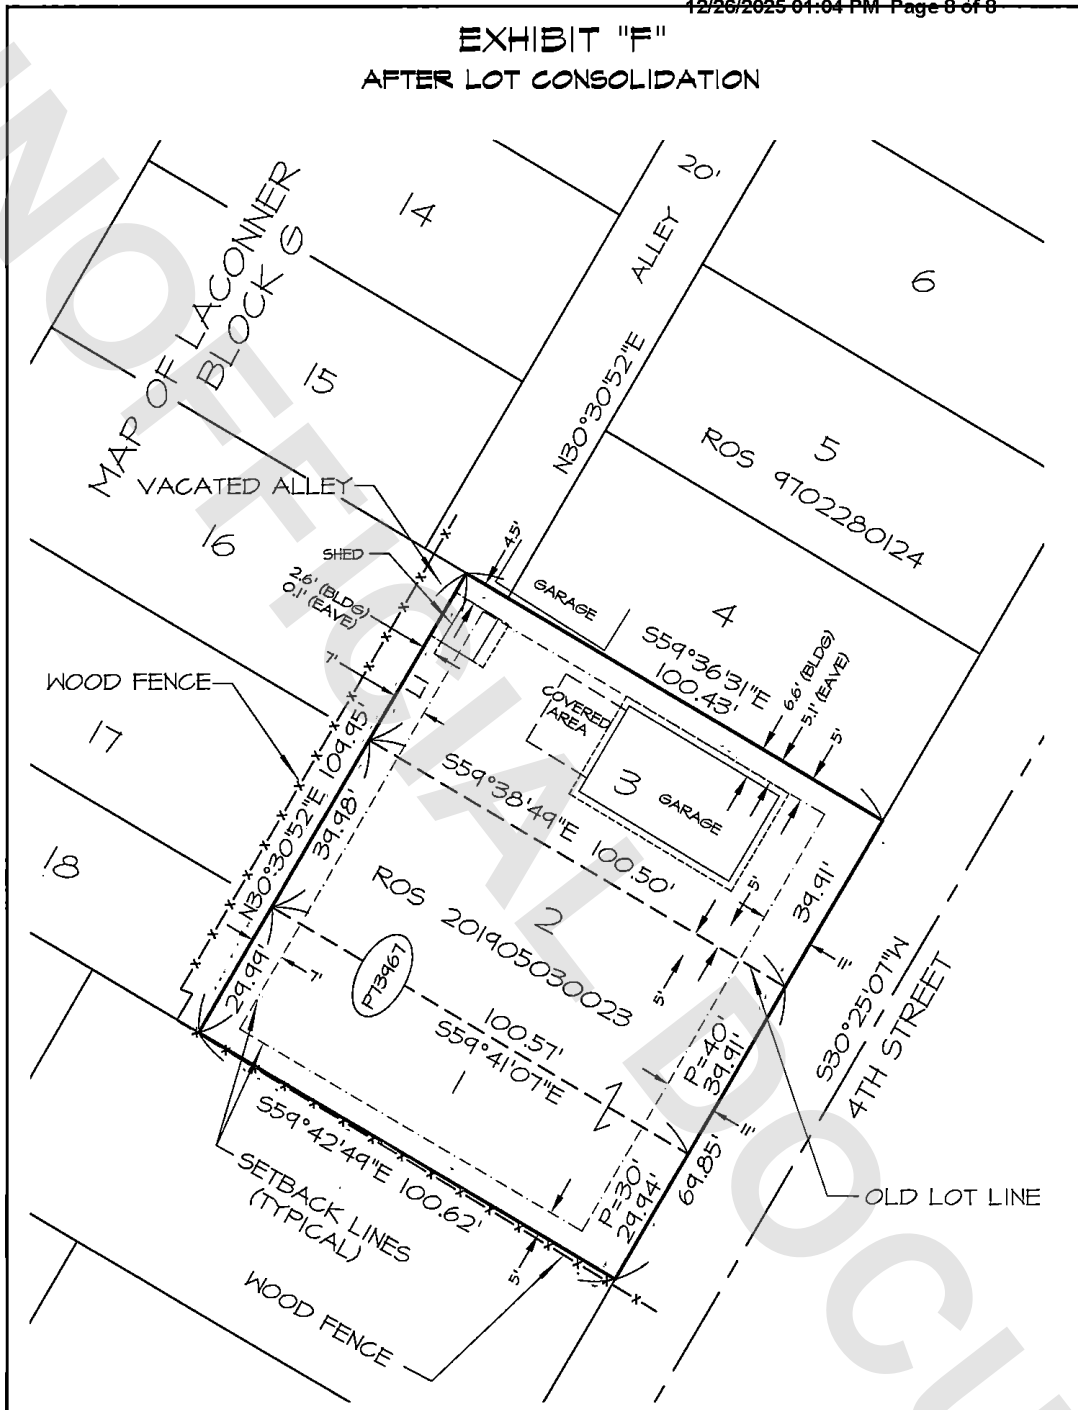 12/26/2025 01:04 PM Page 8 of 8
EXHIBIT "F"
AFTER LOT CONSOLIDATION
20'
ALLEY
N30°30'52"E
14
15
16
17
18
6
5
ROS 9702280124
4
MAP OF LACONNER
BLOCK G
VACATED ALLEY
SHED
2.6' (BLDG)
0.1' (EAVE)
4.5'
GARAGE
S59°36'31"E
100.43'
6.6' (BLDG)
5.1' (EAVE)
5'
WOOD FENCE
7'
L1
COVERED
AREA
3
GARAGE
N30°30'52"E 109.95'
39.98'
S59°38'49"E 100.50'
39.91'
5'
11'
ROS 201905030023
2
P73967
5'
29.99'
7'
100.57'
S59°41'07"E
1
P=40'
39.91'
11'
S30°25'07"W
4TH STREET
S59°42'49"E 100.62'
SETBACK LINES
(TYPICAL)
P=30'
29.94'
69.85'
OLD LOT LINE
5'
WOOD FENCE
UNOFFICIAL DOCU